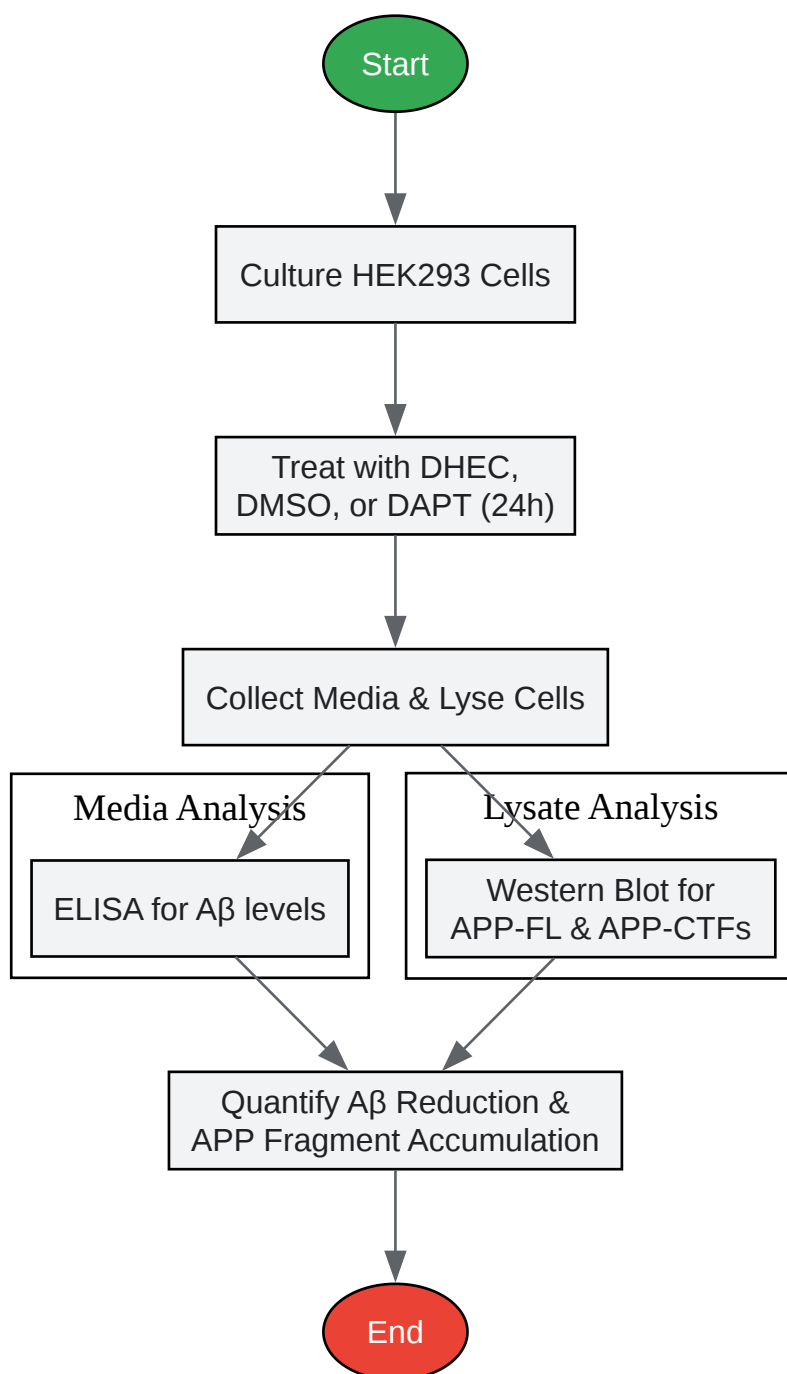 Start
Culture HEK293 Cells
Treat with DHEC,
DMSO, or DAPT (24h)
Collect Media & Lyse Cells
Media Analysis
ELISA for Aβ levels
Lysate Analysis
Western Blot for
APP-FL & APP-CTFs
Quantify Aβ Reduction &
APP Fragment Accumulation
End